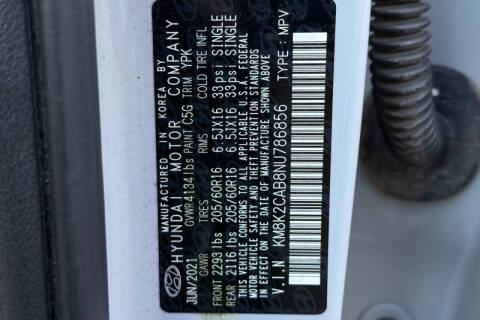 MANUFACTURED IN KOREA BY
HYUNDAI MOTOR COMPANY
JUN/2021 GVWR 4134 lbs PAINT C5G TRIM YPK
GAWR TIRES RIMS COLD TIRE INFL
FRONT 2293 lbs 205/60R16 6.5JX16 33psi SINGLE
REAR 2116 lbs 205/60R16 6.5JX16 33psi SINGLE
THIS VEHICLE CONFORMS TO ALL APPLICABLE U.S.A. FEDERAL
MOTOR VEHICLE SAFETY, BUMPER, AND THEFT PREVENTION STANDARDS
IN EFFECT ON THE DATE OF MANUFACTURE SHOWN ABOVE.
V.I.N KM8K2CAB8NU786856 TYPE: MPV